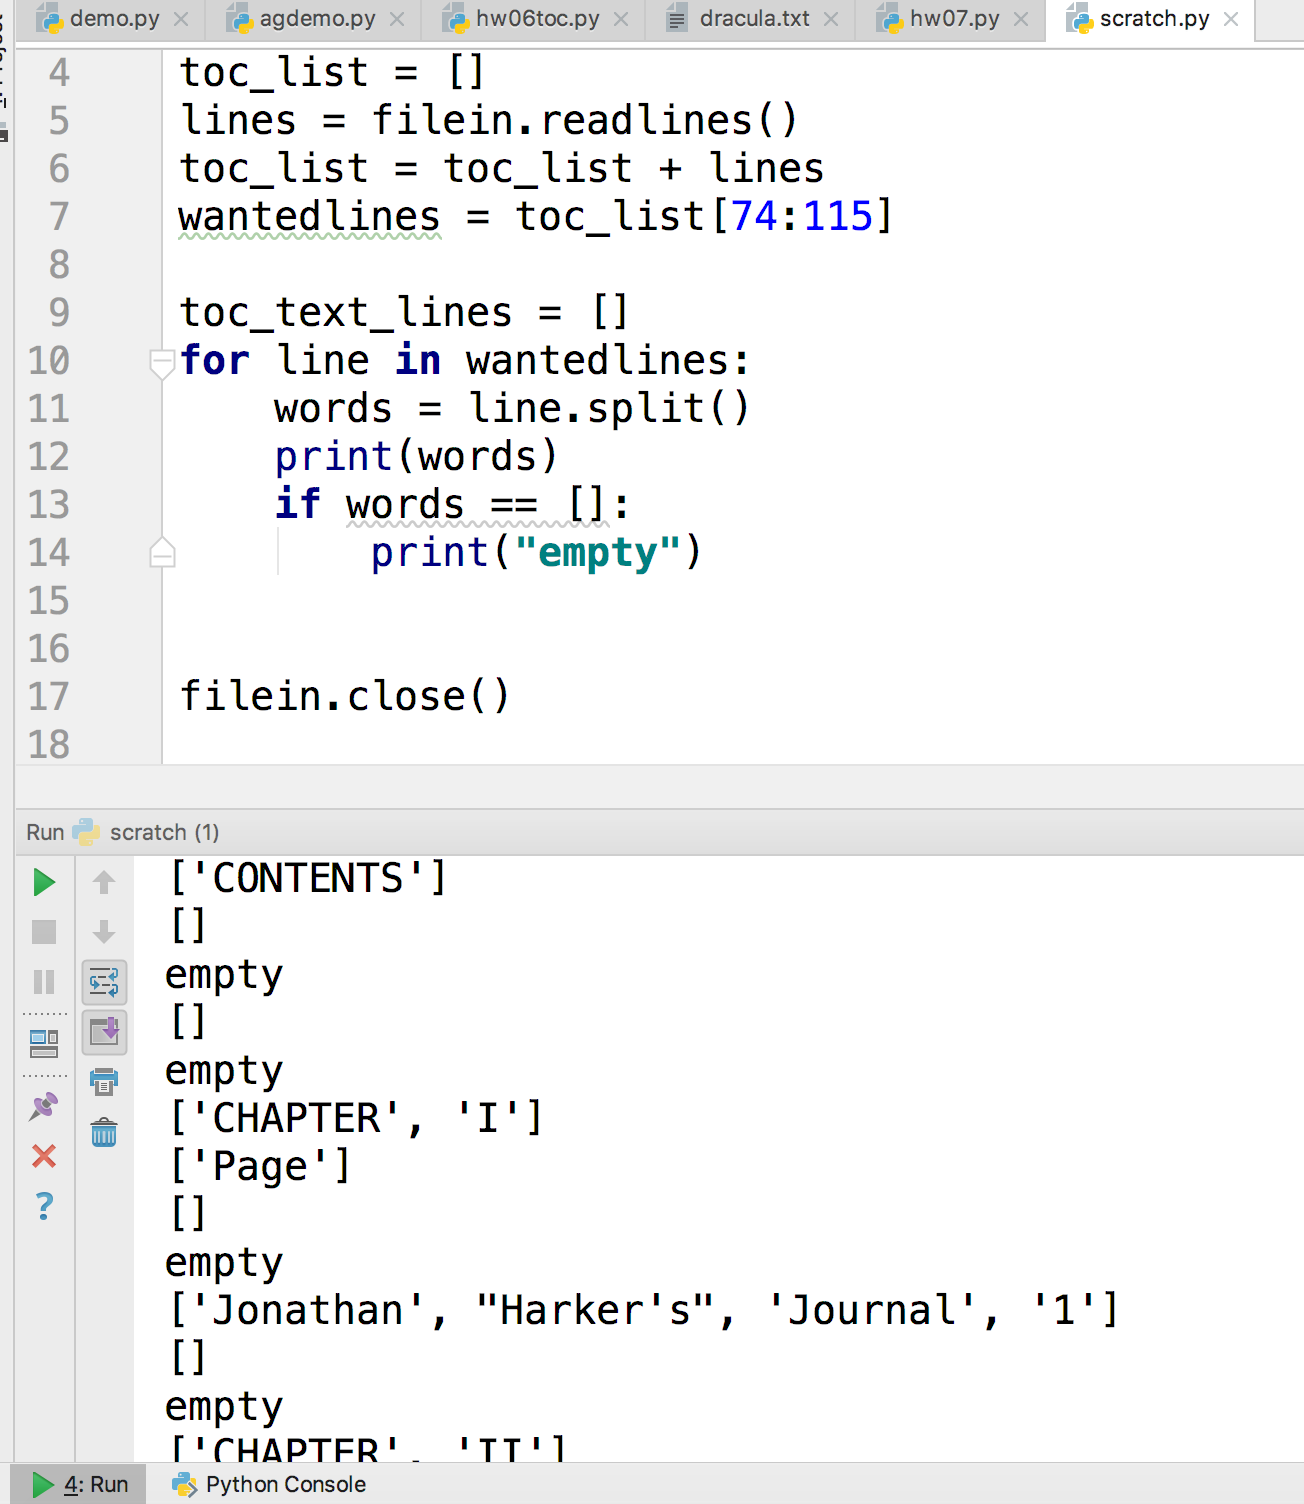 demo.py agdemo.py hw06toc.py dracula.txt hw07.py scratch.py
4 toc_list = []
5 lines = filein.readlines()
6 toc_list = toc_list + lines
7 wantedlines = toc_list[74:115]
8
9 toc_text_lines = []
10 for line in wantedlines:
11     words = line.split()
12     print(words)
13     if words == []:
14         print("empty")
15
16
17 filein.close()
18
Run scratch (1)
['CONTENTS']
[]
empty
[]
empty
['CHAPTER', 'I']
['Page']
[]
empty
['Jonathan', "Harker's", 'Journal', '1']
[]
empty
['CHAPTER', 'II']
4: Run Python Console